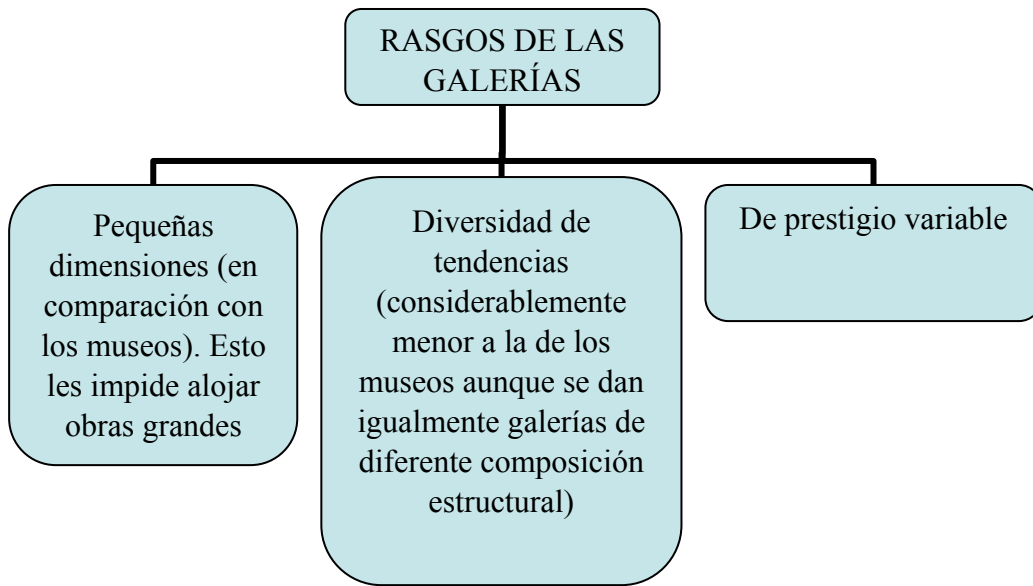 RASGOS DE LAS
GALERÍAS
Pequeñas
dimensiones (en
comparación con
los museos). Esto
les impide alojar
obras grandes
Diversidad de
tendencias
(considerablemente
menor a la de los
museos aunque se dan
igualmente galerías de
diferente composición
estructural)
De prestigio variable